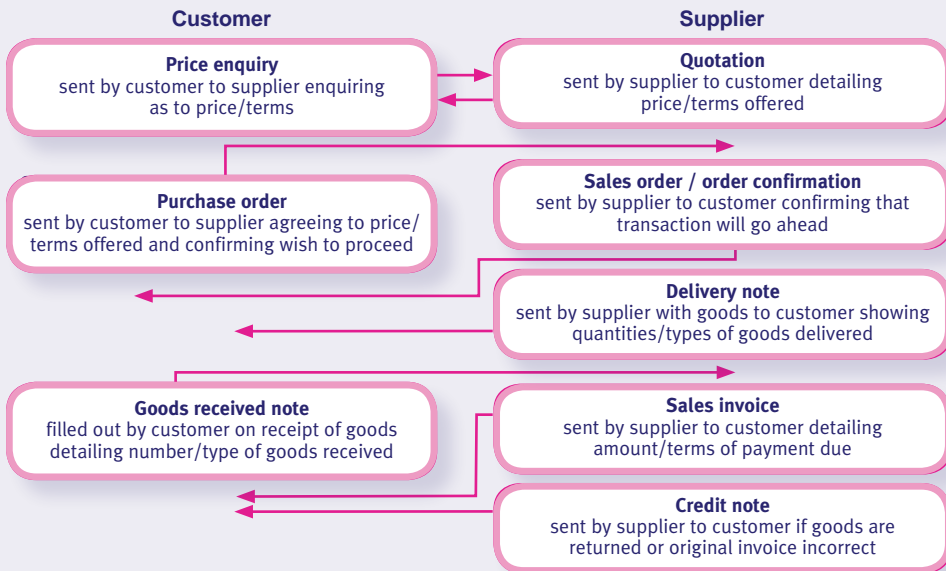 Customer
Supplier
Price enquiry
sent by customer to supplier enquiring
as to price/terms
Quotation
sent by supplier to customer detailing
price/terms offered
Purchase order
sent by customer to supplier agreeing to price/
terms offered and confirming wish to proceed
Sales order / order confirmation
sent by supplier to customer confirming that
transaction will go ahead
Delivery note
sent by supplier with goods to customer showing
quantities/types of goods delivered
Goods received note
filled out by customer on receipt of goods
detailing number/type of goods received
Sales invoice
sent by supplier to customer detailing
amount/terms of payment due
Credit note
sent by supplier to customer if goods are
returned or original invoice incorrect